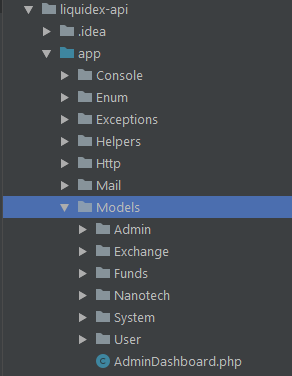 liquidex-api
.idea
app
Console
Enum
Exceptions
Helpers
Http
Mail
Models
Admin
Exchange
Funds
Nanotech
System
User
AdminDashboard.php